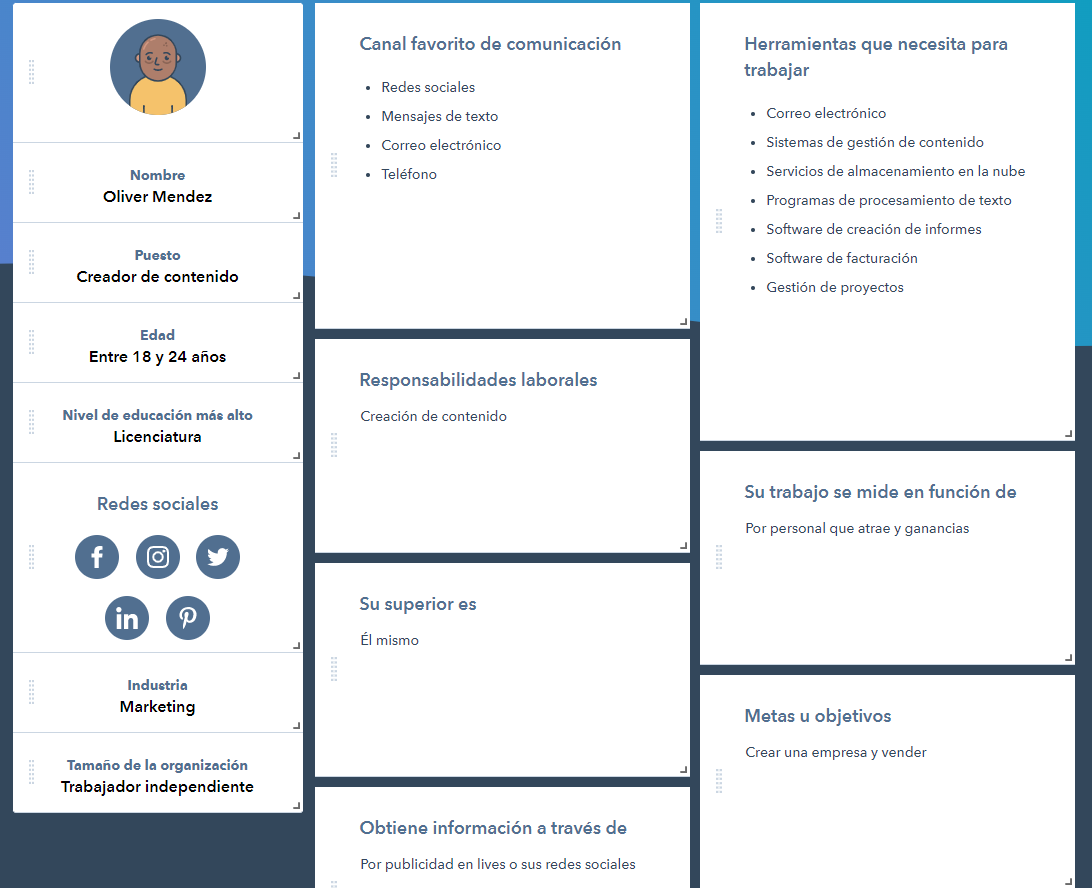 Nombre
Oliver Mendez
Puesto
Creador de contenido
Edad
Entre 18 y 24 años
Nivel de educación más alto
Licenciatura
Redes sociales
Industria
Marketing
Tamaño de la organización
Trabajador independiente
Canal favorito de comunicación
Redes sociales
Mensajes de texto
Correo electrónico
Teléfono
Responsabilidades laborales
Creación de contenido
Su superior es
Él mismo
Obtiene información a través de
Por publicidad en lives o sus redes sociales
Herramientas que necesita para
trabajar
Correo electrónico
Sistemas de gestión de contenido
Servicios de almacenamiento en la nube
Programas de procesamiento de texto
Software de creación de informes
Software de facturación
Gestión de proyectos
Su trabajo se mide en función de
Por personal que atrae y ganancias
Metas u objetivos
Crear una empresa y vender